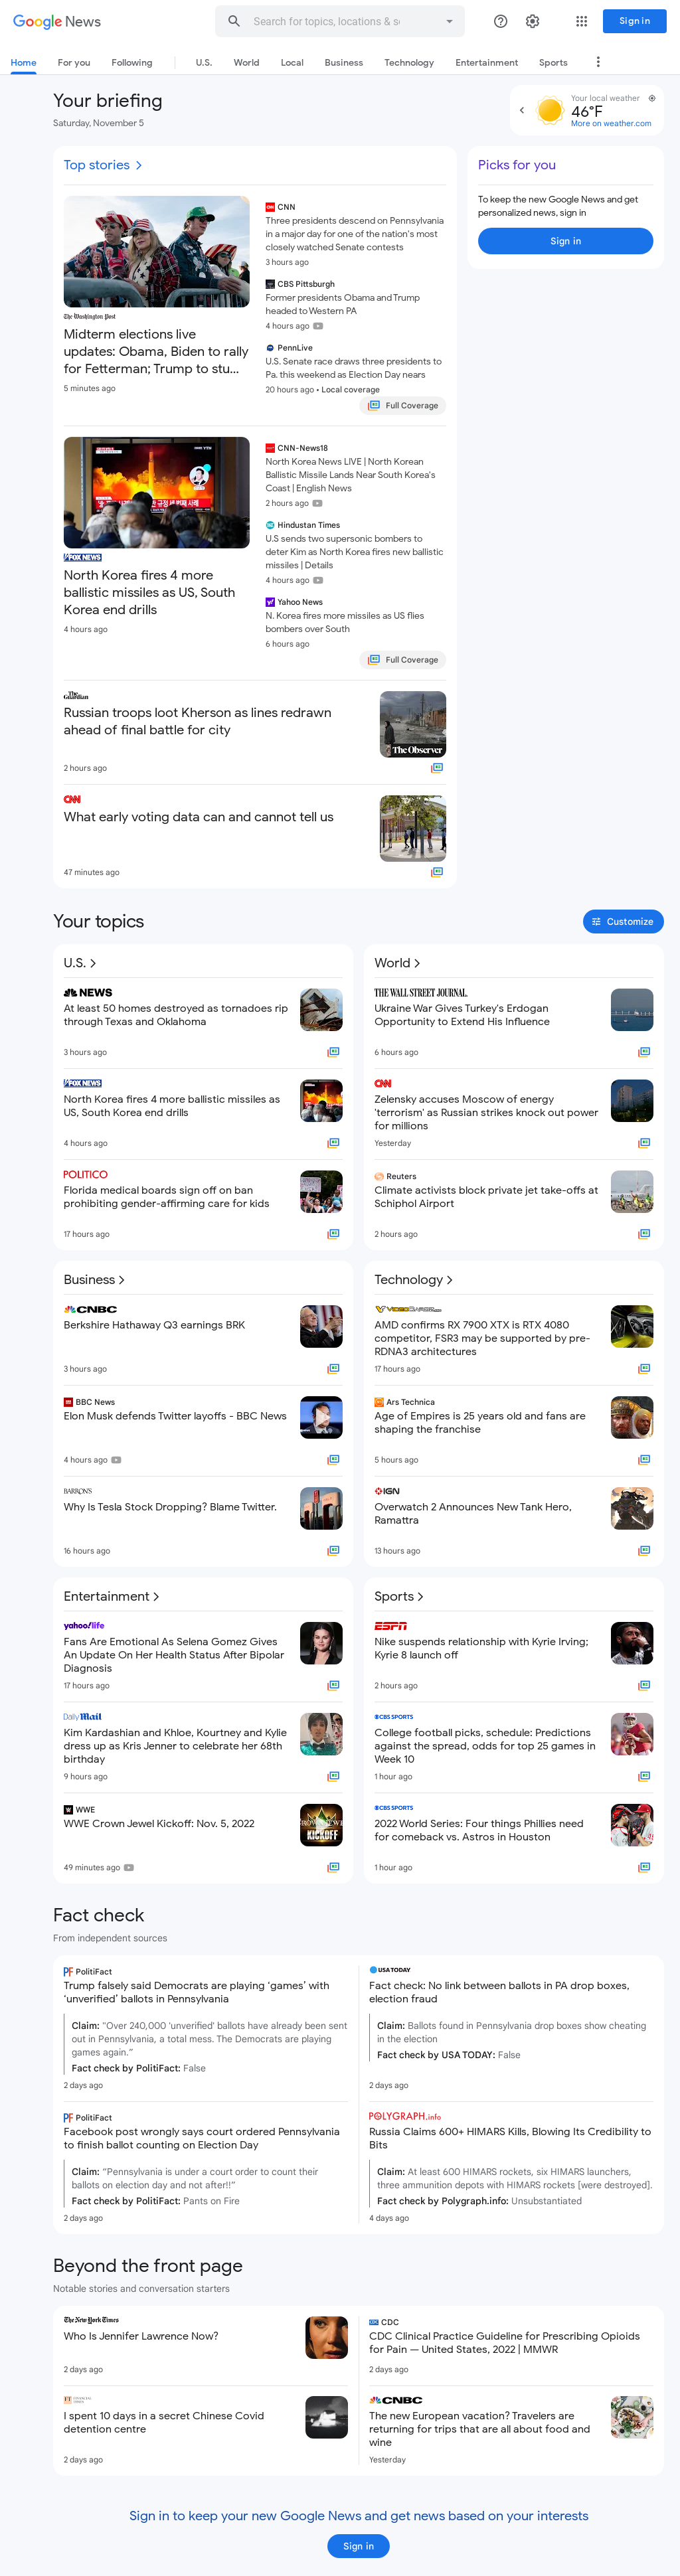 Google News
Search for topics, locations & s
Sign in
Home
For you
Following
U.S.
World
Local
Business
Technology
Entertainment
Sports
Your briefing
Saturday, November 5
Your local weather
46°F
More on weather.com
Top stories
The Washington Post
Midterm elections live
updates: Obama, Biden to rally
for Fetterman; Trump to stu...
5 minutes ago
CNN
Three presidents descend on Pennsylvania
in a major day for one of the nation's most
closely watched Senate contests
3 hours ago
CBS Pittsburgh
Former presidents Obama and Trump
headed to Western PA
4 hours ago
PennLive
U.S. Senate race draws three presidents to
Pa. this weekend as Election Day nears
20 hours ago • Local coverage
Full Coverage
FOX NEWS
North Korea fires 4 more
ballistic missiles as US, South
Korea end drills
4 hours ago
CNN-News18
North Korea News LIVE | North Korean
Ballistic Missile Lands Near South Korea's
Coast | English News
2 hours ago
Hindustan Times
U.S sends two supersonic bombers to
deter Kim as North Korea fires new ballistic
missiles | Details
4 hours ago
Yahoo News
N. Korea fires more missiles as US flies
bombers over South
6 hours ago
Full Coverage
The Guardian
Russian troops loot Kherson as lines redrawn
ahead of final battle for city
2 hours ago
The Observer
CNN
What early voting data can and cannot tell us
47 minutes ago
Picks for you
To keep the new Google News and get
personalized news, sign in
Sign in
Your topics
Customize
U.S.
NEWS
At least 50 homes destroyed as tornadoes rip
through Texas and Oklahoma
3 hours ago
FOX NEWS
North Korea fires 4 more ballistic missiles as
US, South Korea end drills
4 hours ago
POLITICO
Florida medical boards sign off on ban
prohibiting gender-affirming care for kids
17 hours ago
World
THE WALL STREET JOURNAL.
Ukraine War Gives Turkey's Erdogan
Opportunity to Extend His Influence
6 hours ago
CNN
Zelensky accuses Moscow of energy
'terrorism' as Russian strikes knock out power
for millions
Yesterday
Reuters
Climate activists block private jet take-offs at
Schiphol Airport
2 hours ago
Business
CNBC
Berkshire Hathaway Q3 earnings BRK
3 hours ago
BBC News
Elon Musk defends Twitter layoffs - BBC News
4 hours ago
BARRON'S
Why Is Tesla Stock Dropping? Blame Twitter.
16 hours ago
Technology
VIDEOCARDZ.COM
AMD confirms RX 7900 XTX is RTX 4080
competitor, FSR3 may be supported by pre-
RDNA3 architectures
17 hours ago
Ars Technica
Age of Empires is 25 years old and fans are
shaping the franchise
5 hours ago
IGN
Overwatch 2 Announces New Tank Hero,
Ramattra
13 hours ago
Entertainment
yahoo!life
Fans Are Emotional As Selena Gomez Gives
An Update On Her Health Status After Bipolar
Diagnosis
17 hours ago
Daily Mail
Kim Kardashian and Khloe, Kourtney and Kylie
dress up as Kris Jenner to celebrate her 68th
birthday
9 hours ago
WWE
WWE Crown Jewel Kickoff: Nov. 5, 2022
49 minutes ago
KICKOFF
Sports
ESPN
Nike suspends relationship with Kyrie Irving;
Kyrie 8 launch off
2 hours ago
CBS SPORTS
College football picks, schedule: Predictions
against the spread, odds for top 25 games in
Week 10
1 hour ago
CBS SPORTS
2022 World Series: Four things Phillies need
for comeback vs. Astros in Houston
1 hour ago
Fact check
From independent sources
PolitiFact
Trump falsely said Democrats are playing ‘games’ with
‘unverified’ ballots in Pennsylvania
Claim: "Over 240,000 'unverified' ballots have already been sent
out in Pennsylvania, a total mess. The Democrats are playing
games again."
Fact check by PolitiFact: False
2 days ago
USA TODAY
Fact check: No link between ballots in PA drop boxes,
election fraud
Claim: Ballots found in Pennsylvania drop boxes show cheating
in the election
Fact check by USA TODAY: False
2 days ago
PolitiFact
Facebook post wrongly says court ordered Pennsylvania
to finish ballot counting on Election Day
Claim: "Pennsylvania is under a court order to count their
ballots on election day and not after!!"
Fact check by PolitiFact: Pants on Fire
2 days ago
POLYGRAPH.info
Russia Claims 600+ HIMARS Kills, Blowing Its Credibility to
Bits
Claim: At least 600 HIMARS rockets, six HIMARS launchers,
three ammunition depots with HIMARS rockets [were destroyed].
Fact check by Polygraph.info: Unsubstantiated
4 days ago
Beyond the front page
Notable stories and conversation starters
The New York Times
Who Is Jennifer Lawrence Now?
2 days ago
CDC
CDC Clinical Practice Guideline for Prescribing Opioids
for Pain — United States, 2022 | MMWR
2 days ago
FT FINANCIAL TIMES
I spent 10 days in a secret Chinese Covid
detention centre
2 days ago
CNBC
The new European vacation? Travelers are
returning for trips that are all about food and
wine
Yesterday
Sign in to keep your new Google News and get news based on your interests
Sign in